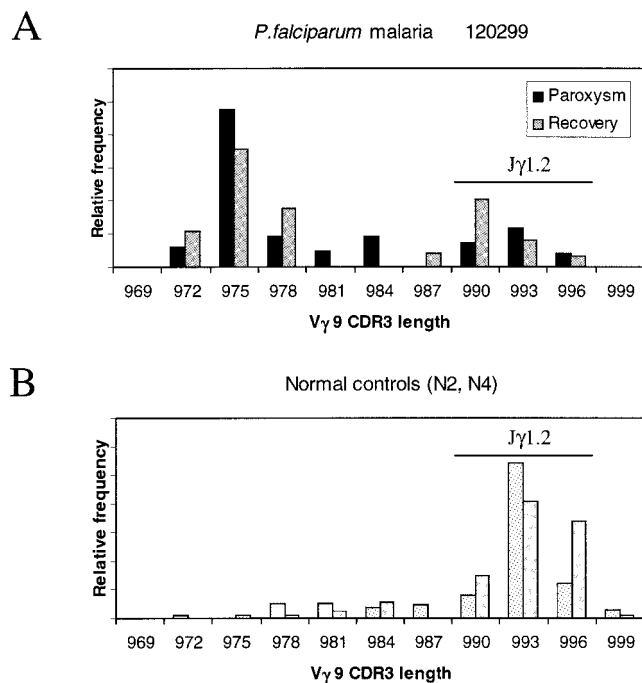 A
P.falciparum malaria 120299
Relative frequency
Paroxysm
Recovery
Jγ1.2
969 972 975 978 981 984 987 990 993 996 999
Vγ 9 CDR3 length
B
Normal controls (N2, N4)
Relative frequency
Jγ1.2
969 972 975 978 981 984 987 990 993 996 999
Vγ 9 CDR3 length